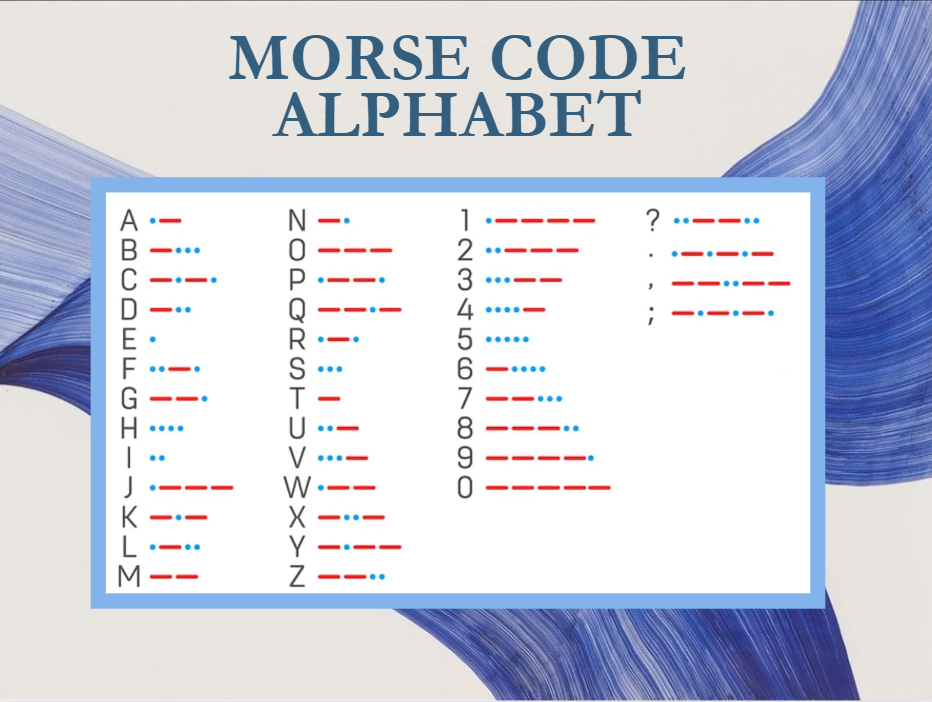 MORSE CODE
ALPHABET
A •—
B —•••
C —•—•
D —••
E •
F ••—•
G ——•
H ••••
I ••
J •———
K —•—
L •—••
M ——
N —•
O ———
P •——•
Q ——•—
R •—•
S •••
T —
U ••—
V •••—
W •——
X —••—
Y —•——
Z ——••
1 •————
2 ••———
3 •••——
4 ••••—
5 •••••
6 —••••
7 ——•••
8 ———••
9 ————•
0 —————
? ••——••
. •—•—•—
, ——••——
; —•—•—•